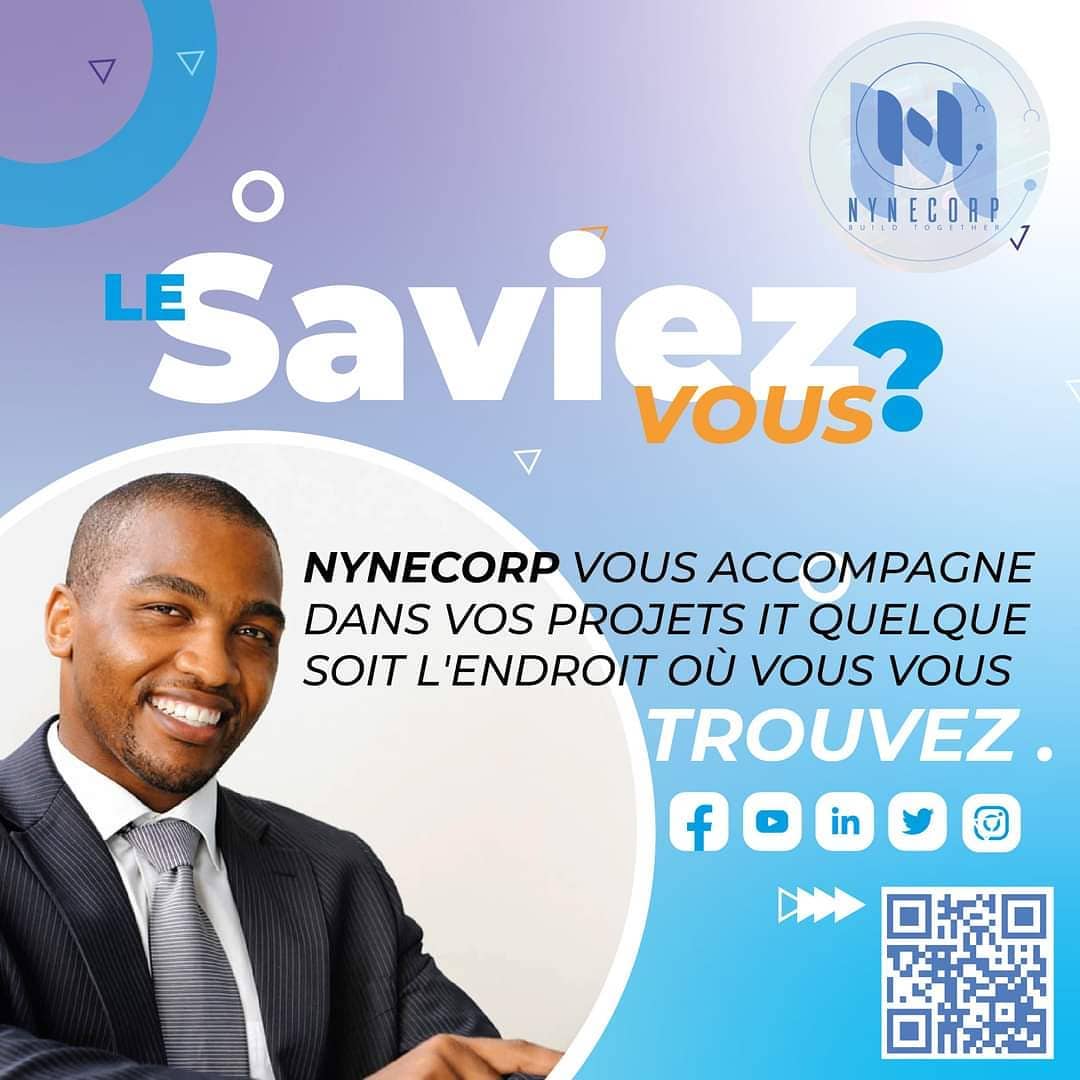 NYNECORP
BUILD TOGETHER
LE Saviez
VOUS ?
NYNECORP VOUS ACCOMPAGNE
DANS VOS PROJETS IT QUELQUE
SOIT L'ENDROIT OÙ VOUS VOUS
TROUVEZ .